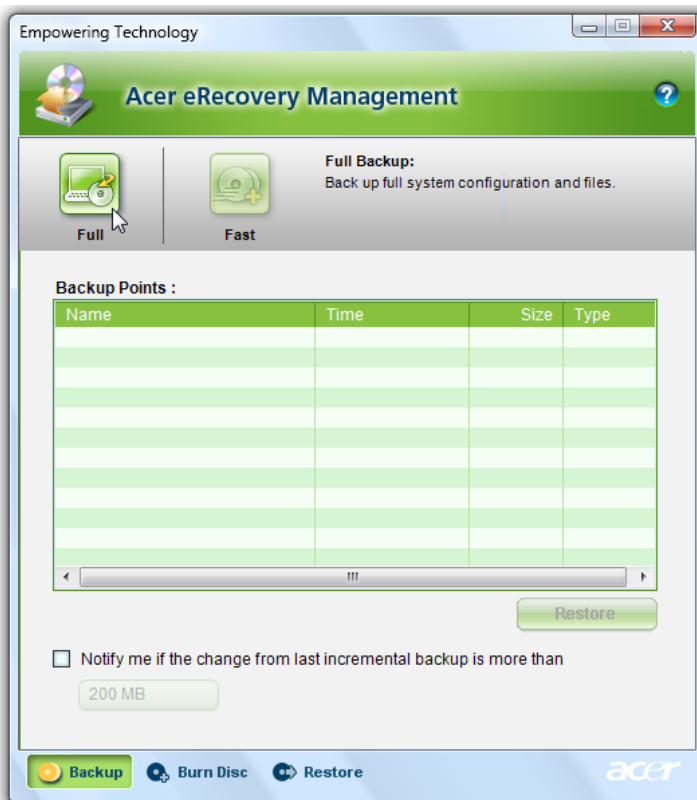 Empowering Technology
Acer eRecovery Management
Full
Fast
Full Backup:
Back up full system configuration and files.
Backup Points :
Name Time Size Type
Restore
Notify me if the change from last incremental backup is more than
200 MB
Backup Burn Disc Restore acer